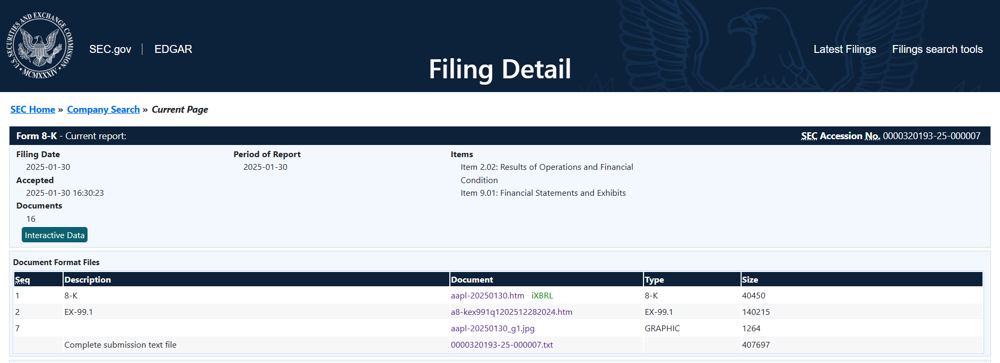 U.S. SECURITIES AND EXCHANGE COMMISSION
MCMXXXIV
SEC.gov | EDGAR
Latest Filings Filings search tools
Filing Detail
SEC Home » Company Search » Current Page
Form 8-K - Current report: SEC Accession No. 0000320193-25-000007
Filing Date Period of Report Items
2025-01-30 2025-01-30 Item 2.02: Results of Operations and Financial
Accepted Condition
2025-01-30 16:30:23 Item 9.01: Financial Statements and Exhibits
Documents
16
Interactive Data
Document Format Files
Seq Description Document Type Size
1 8-K aapl-20250130.htm iXBRL 8-K 40450
2 EX-99.1 a8-kex991q1202512282024.htm EX-99.1 140215
7 aapl-20250130_g1.jpg GRAPHIC 1264
Complete submission text file 0000320193-25-000007.txt 407697